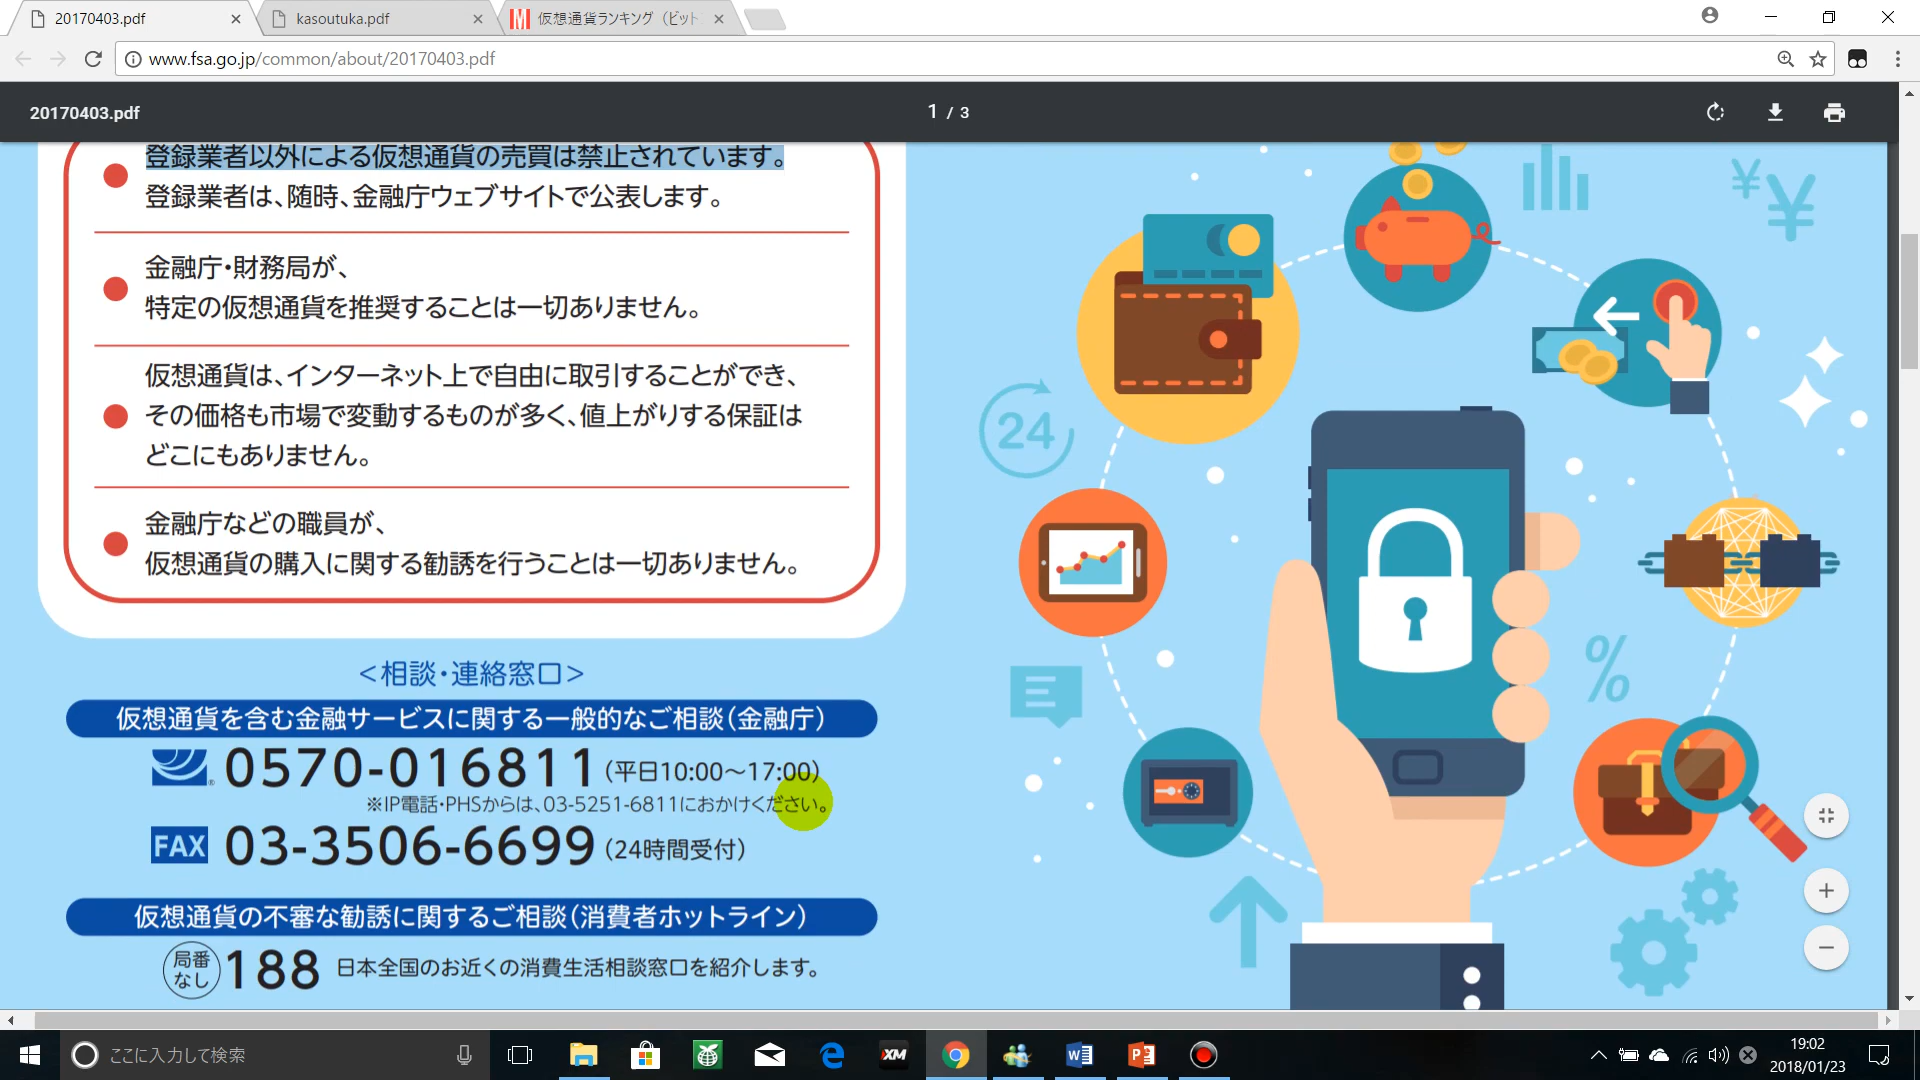 20170403.pdf
kasoutuka.pdf
仮想通貨ランキング（ビット
www.fsa.go.jp/common/about/20170403.pdf
20170403.pdf
1 / 3
登録業者以外による仮想通貨の売買は禁止されています。
登録業者は、随時、金融庁ウェブサイトで公表します。
金融庁・財務局が、
特定の仮想通貨を推奨することは一切ありません。
仮想通貨は、インターネット上で自由に取引することができ、
その価格も市場で変動するものが多く、値上がりする保証は
どこにもありません。
金融庁などの職員が、
仮想通貨の購入に関する勧誘を行うことは一切ありません。
＜相談・連絡窓口＞
仮想通貨を含む金融サービスに関する一般的なご相談（金融庁）
0570-016811（平日10:00～17:00）
※IP電話・PHSからは、03-5251-6811におかけください。
FAX 03-3506-6699（24時間受付）
仮想通貨の不審な勧誘に関するご相談（消費者ホットライン）
局番なし 188 日本全国のお近くの消費生活相談窓口を紹介します。
¥ ¥
24
%
ここに入力して検索
XM
19:02
2018/01/23